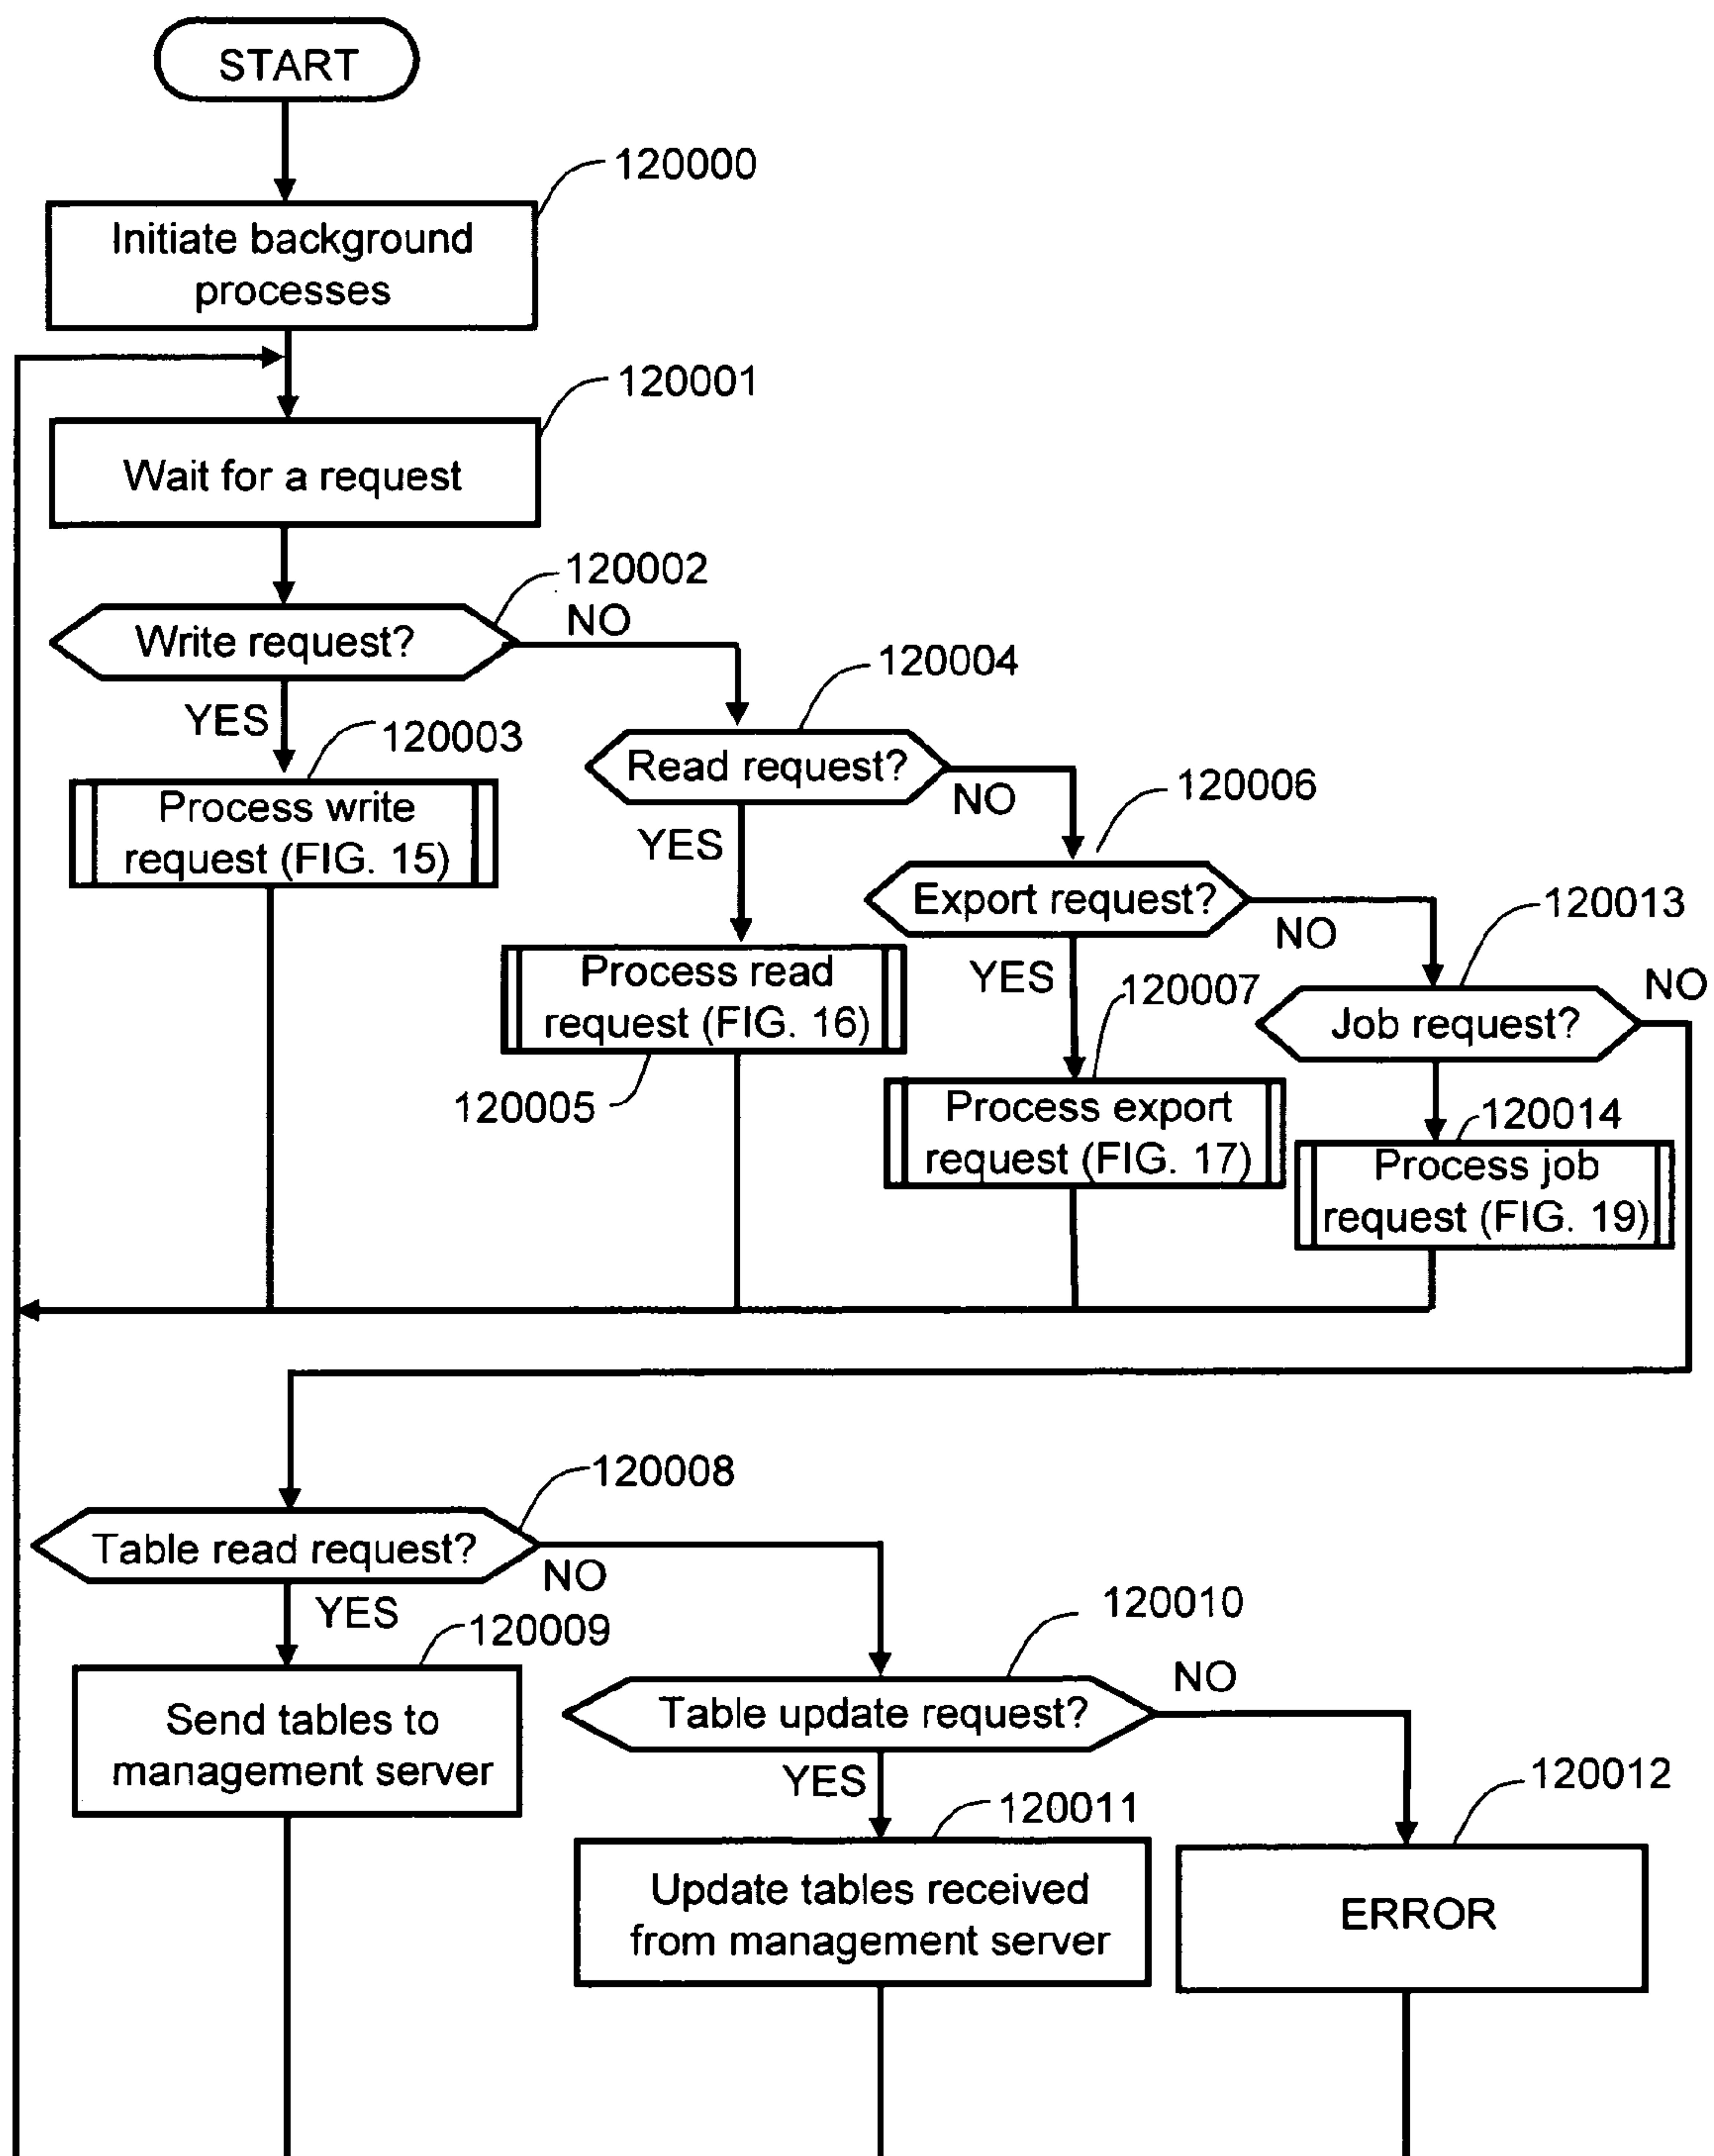 START
120000
Initiate background
processes
120001
Wait for a request
120002
Write request?
NO
YES
120003
Process write
request (FIG. 15)
120004
Read request?
NO
YES
Process read
request (FIG. 16)
120005
120006
Export request?
NO
YES
120007
Process export
request (FIG. 17)
120013
Job request?
NO
120014
Process job
request (FIG. 19)
120008
Table read request?
NO
YES
120009
Send tables to
management server
120010
Table update request?
NO
YES
120011
Update tables received
from management server
120012
ERROR